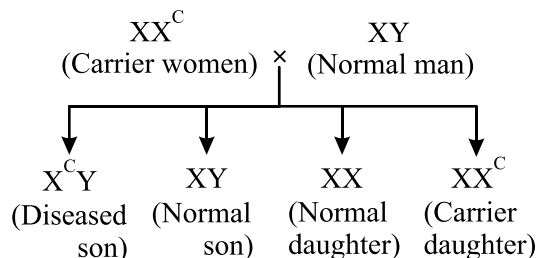 XX^C × XY
(Carrier women) (Normal man)
X^CY XY XX XX^C
(Diseased (Normal (Normal (Carrier
son) son) daughter) daughter)